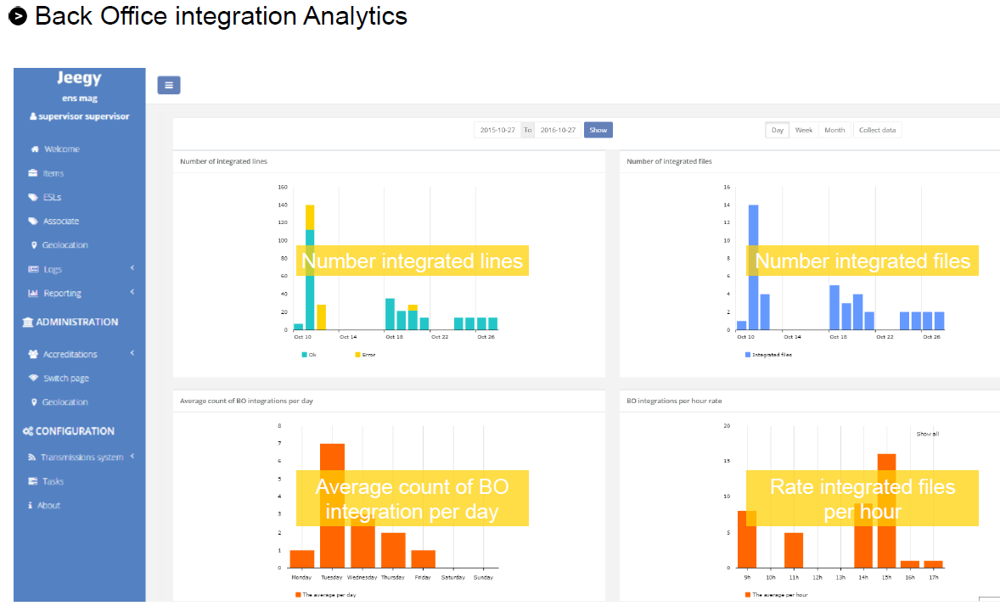 Back Office integration Analytics
Jeegy
ens mag
supervisor supervisor
Welcome
Items
ESLs
Associate
Geolocation
Logs
Reporting
ADMINISTRATION
Accreditations
Switch page
Geolocation
CONFIGURATION
Transmissions system
Tasks
About
2015-10-27 To 2016-10-27 Show
Day Week Month Collect data
Number of integrated lines
160
140
120
100
80
60
40
20
0
Oct 10 Oct 14 Oct 18 Oct 22 Oct 26
Ok Error
Number integrated lines
Number of integrated files
16
14
12
10
8
6
4
2
0
Oct 10 Oct 14 Oct 18 Oct 22 Oct 26
Integrated files
Number integrated files
Average count of BO integrations per day
8
7
6
5
4
3
2
1
0
Monday Tuesday Wednesday Thursday Friday Saturday Sunday
The average per day
Average count of BO
integration per day
BO integrations per hour rate
Show all
20
15
10
5
0
9h 10h 11h 12h 13h 14h 15h 16h 17h
The average per hour
Rate integrated files
per hour